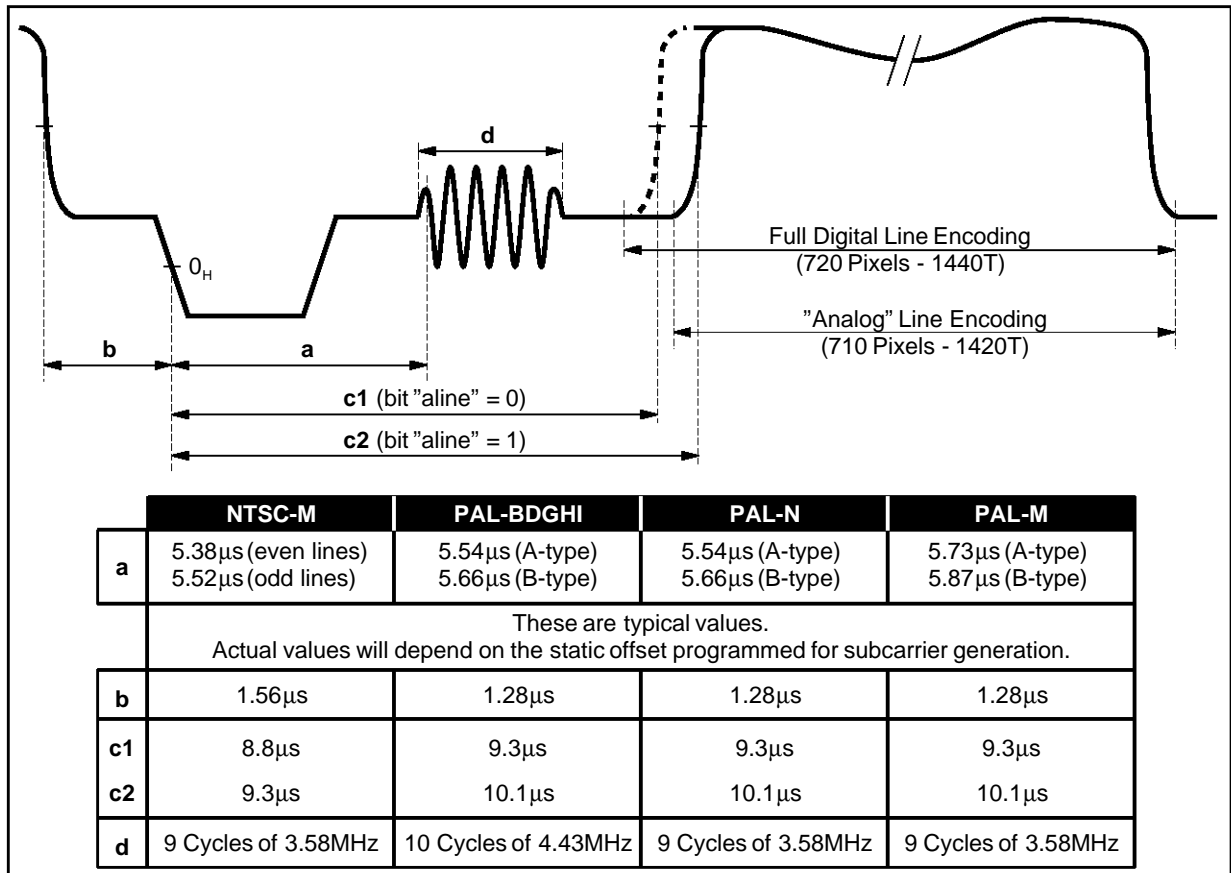 d
0H
b
a
Full Digital Line Encoding
(720 Pixels - 1440T)
”Analog” Line Encoding
(710 Pixels - 1420T)
c1 (bit ”aline” = 0)
c2 (bit ”aline” = 1)
NTSC-M PAL-BDGHI PAL-N PAL-M
a 5.38µs (even lines) 5.54µs (A-type) 5.54µs (A-type) 5.73µs (A-type)
5.52µs (odd lines) 5.66µs (B-type) 5.66µs (B-type) 5.87µs (B-type)
These are typical values.
Actual values will depend on the static offset programmed for subcarrier generation.
b 1.56µs 1.28µs 1.28µs 1.28µs
c1 8.8µs 9.3µs 9.3µs 9.3µs
c2 9.3µs 10.1µs 10.1µs 10.1µs
d 9 Cycles of 3.58MHz 10 Cycles of 4.43MHz 9 Cycles of 3.58MHz 9 Cycles of 3.58MHz